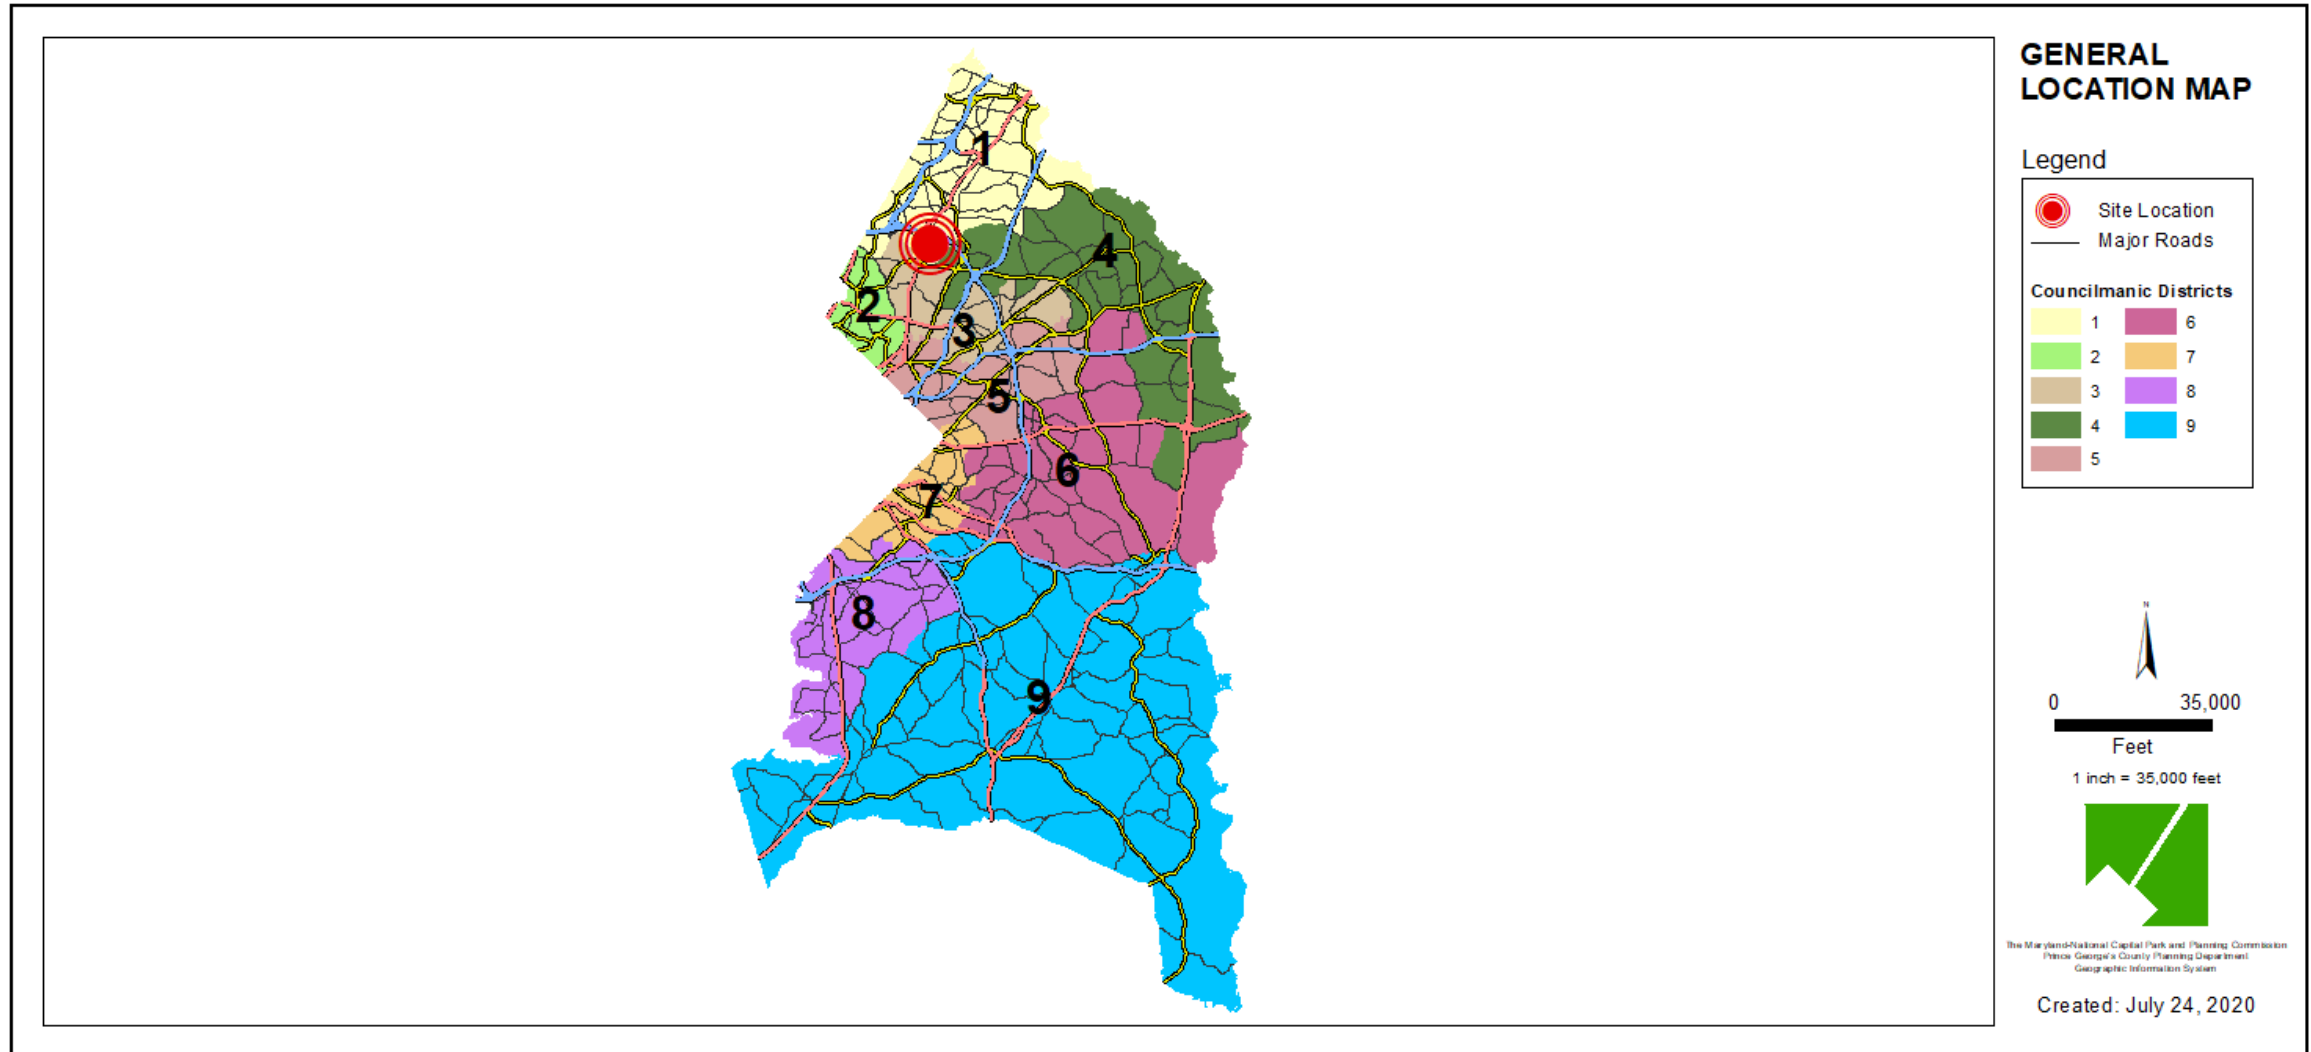 GENERAL
LOCATION MAP
Legend
Site Location
Major Roads
Councilmanic Districts
1 6
2 7
3 8
4 9
5
1
4
2
3
5
6
7
8
9
N
0 35,000
Feet
1 inch = 35,000 feet
The Maryland-National Capital Park and Planning Commission
Prince George's County Planning Department
Geographic Information System
Created: July 24, 2020